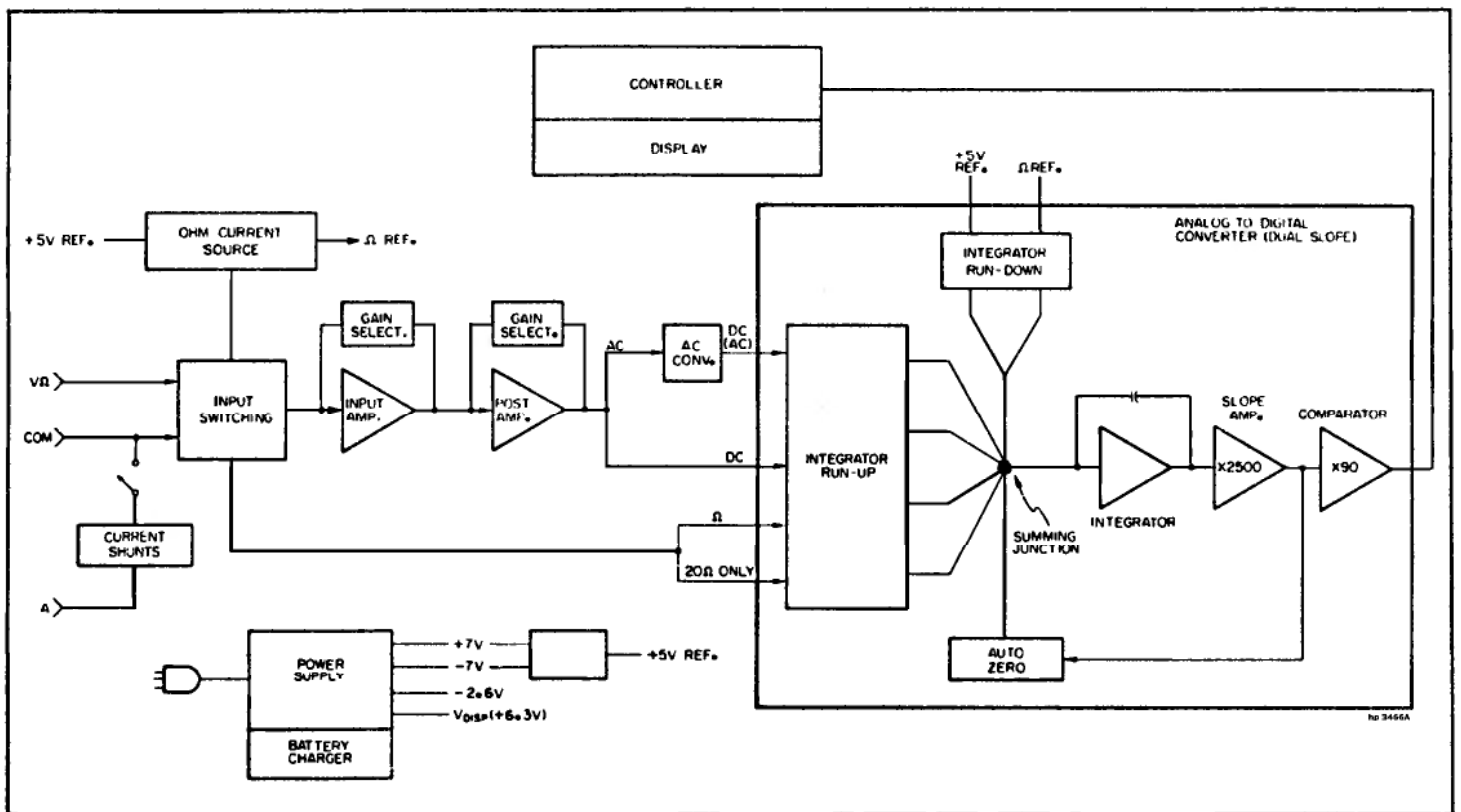 CONTROLLER
DISPLAY
+5V
REF.
Ω REF.
ANALOG TO DIGITAL
CONVERTER (DUAL SLOPE)
+5V REF.
OHM CURRENT
SOURCE
Ω REF.
INTEGRATOR
RUN-DOWN
GAIN
SELECT.
GAIN
SELECT.
AC
AC
CONV.
DC
(AC)
VΩ
COM
INPUT
SWITCHING
INPUT
AMP.
POST
AMP.
DC
INTEGRATOR
RUN-UP
SUMMING
JUNCTION
INTEGRATOR
SLOPE
AMP.
X2500
COMPARATOR
X90
CURRENT
SHUNTS
Ω
20Ω ONLY
A
AUTO
ZERO
POWER
SUPPLY
+7V
-7V
-2.6V
VDISP(+6.3V)
+5V REF.
BATTERY
CHARGER
hp 3466A